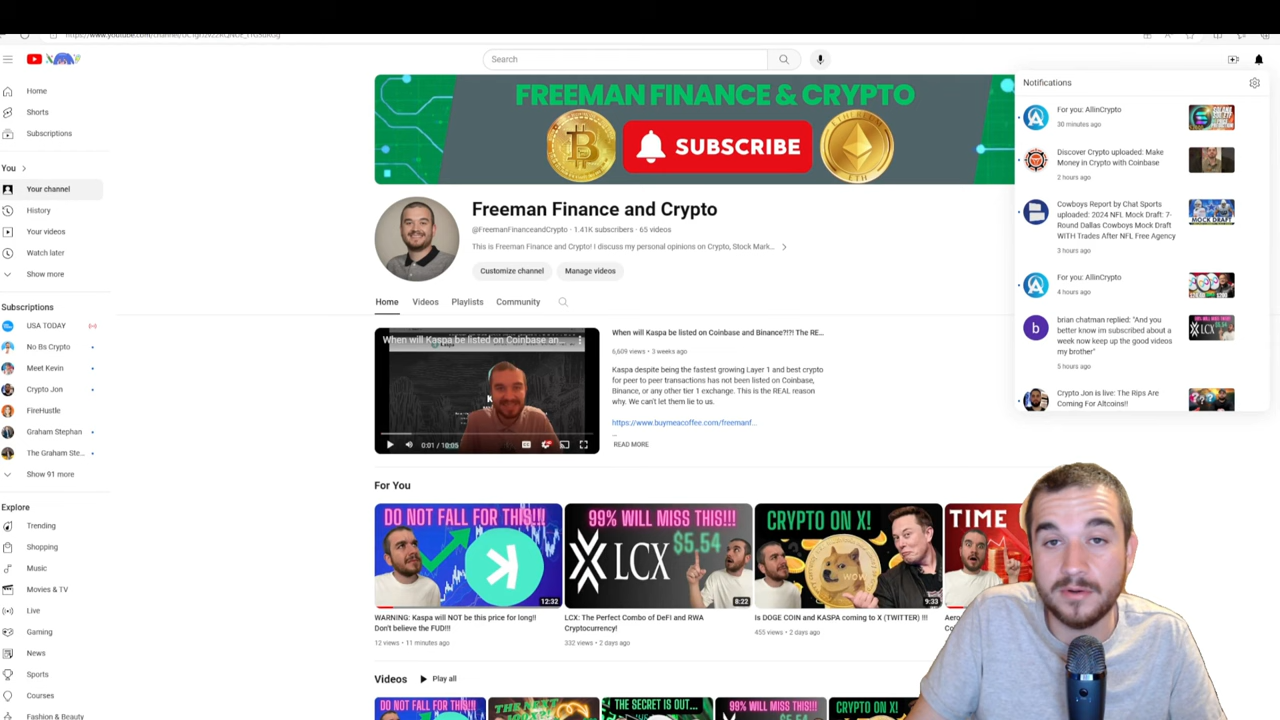 Search
Home
Shorts
Subscriptions
You
Your channel
History
Your videos
Watch later
Show more
Subscriptions
USA TODAY
No Bs Crypto
Meet Kevin
Crypto Jon
FireHustle
Graham Stephan
The Graham Ste...
Show 91 more
Explore
Trending
Shopping
Music
Movies & TV
Live
Gaming
News
Sports
Courses
Fashion & Beauty
FREEMAN FINANCE & CRYPTO
SUBSCRIBE
ETH
Freeman Finance and Crypto
@FreemanFinanceandCrypto · 1.41K subscribers · 65 videos
This is Freeman Finance and Crypto! I discuss my personal opinions on Crypto, Stock Mark...
Customize channel
Manage videos
Home
Videos
Playlists
Community
When will Kaspa be listed on Coinbase an...
0:01 / 10:05
When will Kaspa be listed on Coinbase and Binance?!?! The RE...
6,609 views • 3 weeks ago
Kaspa despite being the fastest growing Layer 1 and best crypto
for peer to peer transactions has not been listed on Coinbase,
Binance, or any other tier 1 exchange. This is the REAL reason
why. We can't let them lie to us.
https://www.buymeacoffee.com/freemanf...
...
READ MORE
For You
DO NOT FALL FOR THIS!!!
12:32
WARNING: Kaspa will NOT be this price for long!!
Don't believe the FUD!!!
12 views • 11 minutes ago
99% WILL MISS THIS!!!
$5.54
LCX
8:22
LCX: The Perfect Combo of DeFI and RWA
Cryptocurrency!
332 views • 2 days ago
CRYPTO ON X!
WOW
9:33
Is DOGE COIN and KASPA coming to X (TWITTER) !!!
455 views • 2 days ago
TIME
Aero
Co
Videos
Play all
DO NOT FALL FOR THIS!!!
THE SECRET IS OUT...
99% WILL MISS THIS!!!
CRYPTO ON X!
Notifications
For you: AllinCrypto
30 minutes ago
Discover Crypto uploaded: Make
Money in Crypto with Coinbase
2 hours ago
Cowboys Report by Chat Sports
uploaded: 2024 NFL Mock Draft: 7-
Round Dallas Cowboys Mock Draft
WITH Trades After NFL Free Agency
3 hours ago
MOCK DRAFT
For you: AllinCrypto
4 hours ago
b
brian chatman replied: "And you
better know im subscribed about a
week now keep up the good videos
my brother"
5 hours ago
LCX
Crypto Jon is live: The Rips Are
Coming For Altcoins!!